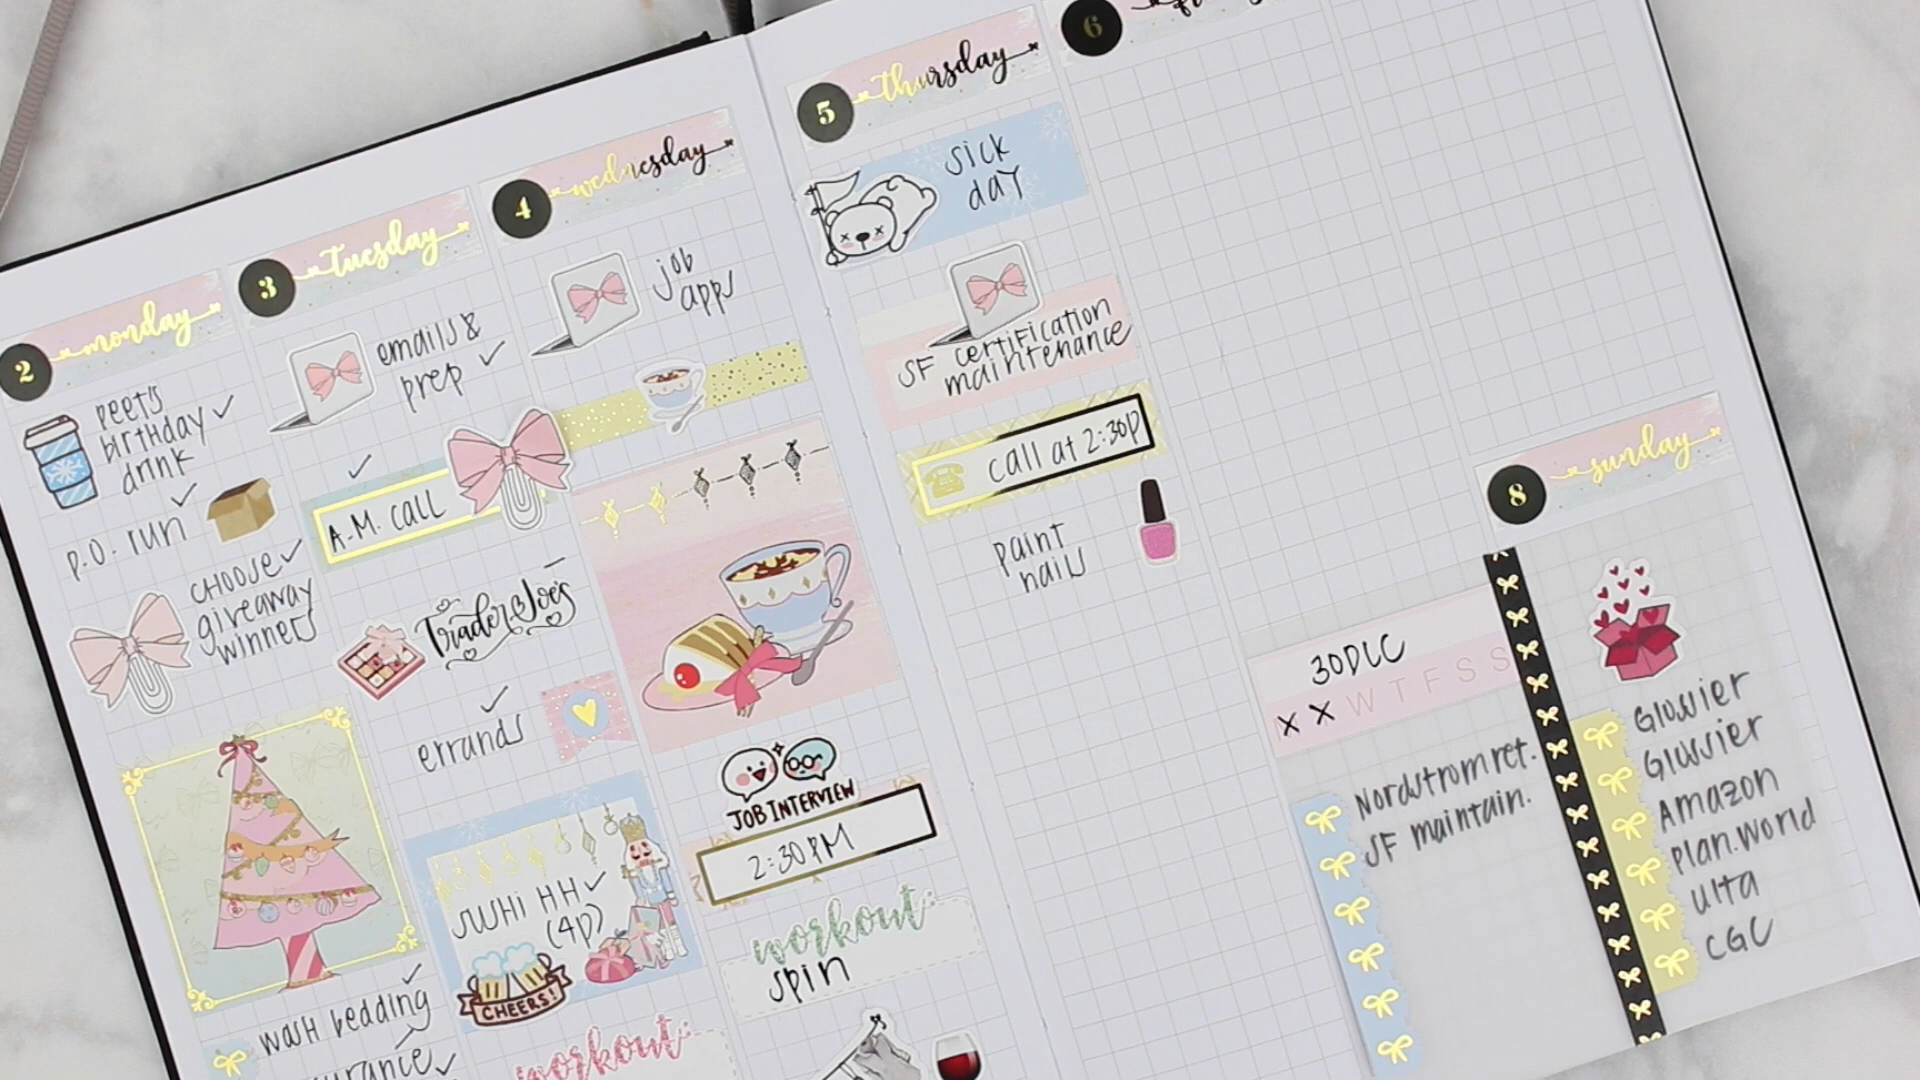 2 monday
peet's
birthday ✓
drink
✓
p.o. run
choose ✓
giveaway
winners
wash bedding ✓
✓
3 tuesday
emails &
prep ✓
✓
A.M. call
Trader Joe's
✓
errands
SWHI HH ✓
(4p)
CHEERS!
workout
4 wednesday
job
apps
JOB INTERVIEW
2:30 PM
workout
spin
5 thursday
sick
day
SF certification
maintenance
call at 2:30p
paint
nails
6
30DLC
X X W T F S S
Nordstrom ret.
SF maintain.
8 sunday
Glossier
Glossier
Amazon
plan.world
ulta
CGC